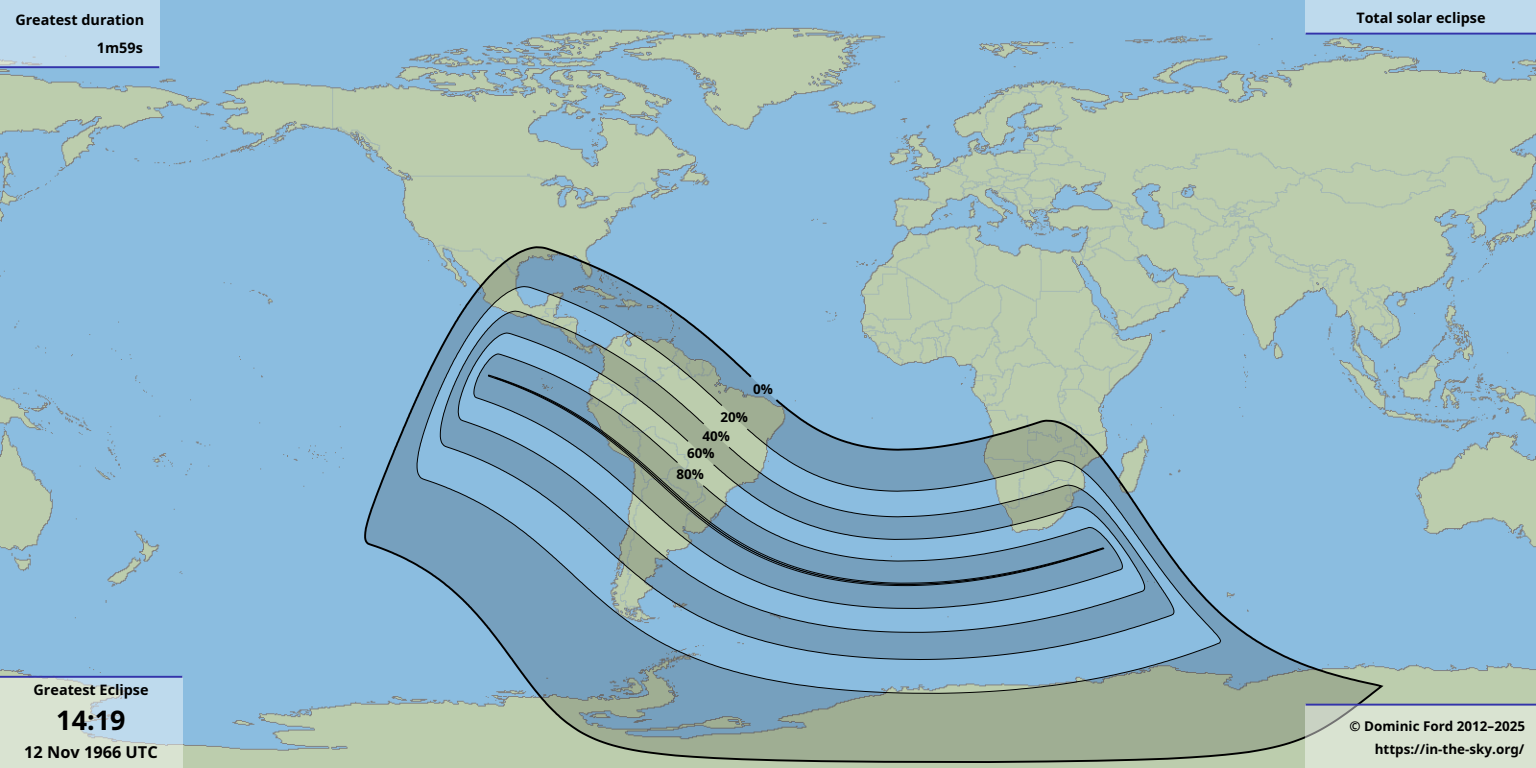 Greatest duration
1m59s
Total solar eclipse
0%
20%
40%
60%
80%
Greatest Eclipse
14:19
12 Nov 1966 UTC
© Dominic Ford 2012–2025
https://in-the-sky.org/